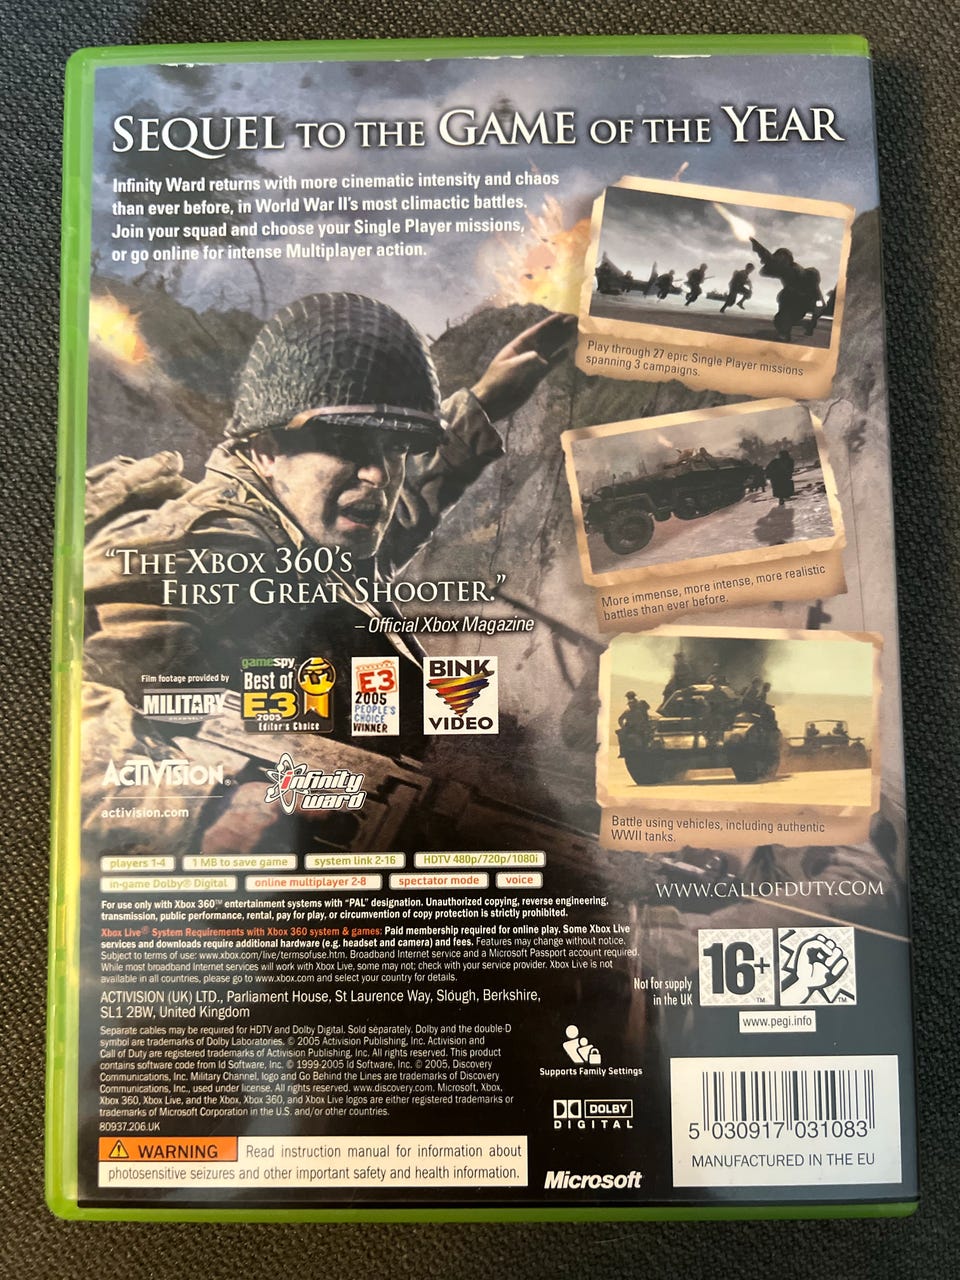 SEQUEL TO THE GAME OF THE YEAR
Infinity Ward returns with more cinematic intensity and chaos
than ever before, in World War II's most climactic battles.
Join your squad and choose your Single Player missions,
or go online for intense Multiplayer action.
Play through 27 epic Single Player missions
spanning 3 campaigns.
More immense, more intense, more realistic
battles than ever before.
"THE XBOX 360'S
FIRST GREAT SHOOTER."
– Official Xbox Magazine
Film footage provided by
MILITARY
CHANNEL
gamespy
Best of
E3
2005
Editor's Choice
E3
2005
PEOPLE'S
CHOICE
WINNER
BINK
VIDEO
ACTIVISION®
activision.com
infinity
ward
Battle using vehicles, including authentic
WWII tanks.
players 1-4
1 MB to save game
system link 2-16
HDTV 480p/720p/1080i
in-game Dolby® Digital
online multiplayer 2-8
spectator mode
voice
WWW.CALLOFDUTY.COM
For use only with Xbox 360™ entertainment systems with "PAL" designation. Unauthorized copying, reverse engineering,
transmission, public performance, rental, pay for play, or circumvention of copy protection is strictly prohibited.
Xbox Live® System Requirements with Xbox 360 system & games: Paid membership required for online play. Some Xbox Live
services and downloads require additional hardware (e.g. headset and camera) and fees. Features may change without notice.
Subject to terms of use: www.xbox.com/live/termsofuse.htm. Broadband Internet service and a Microsoft Passport account required.
While most broadband Internet services will work with Xbox Live, some may not; check with your service provider. Xbox Live is not
available in all countries, please go to www.xbox.com and select your country for details.
ACTIVISION (UK) LTD., Parliament House, St Laurence Way, Slough, Berkshire,
SL1 2BW, United Kingdom
Separate cables may be required for HDTV and Dolby Digital. Sold separately. Dolby and the double-D
symbol are trademarks of Dolby Laboratories. © 2005 Activision Publishing, Inc. Activision and
Call of Duty are registered trademarks of Activision Publishing, Inc. All rights reserved. This product
contains software code from id Software, Inc. © 1999-2005 Id Software, Inc. © 2005, Discovery
Communications, Inc. Military Channel, logo and Go Behind the Lines are trademarks of Discovery
Communications, Inc., used under license. All rights reserved. www.discovery.com. Microsoft, Xbox,
Xbox 360, Xbox Live, and the Xbox, Xbox 360, and Xbox Live logos are either registered trademarks or
trademarks of Microsoft Corporation in the U.S. and/or other countries.
80937.206.UK
WARNING
Read instruction manual for information about
photosensitive seizures and other important safety and health information.
Not for supply
in the UK
16+
™
™
www.pegi.info
Supports Family Settings
DOLBY
DIGITAL
Microsoft
5 030917 031083
MANUFACTURED IN THE EU